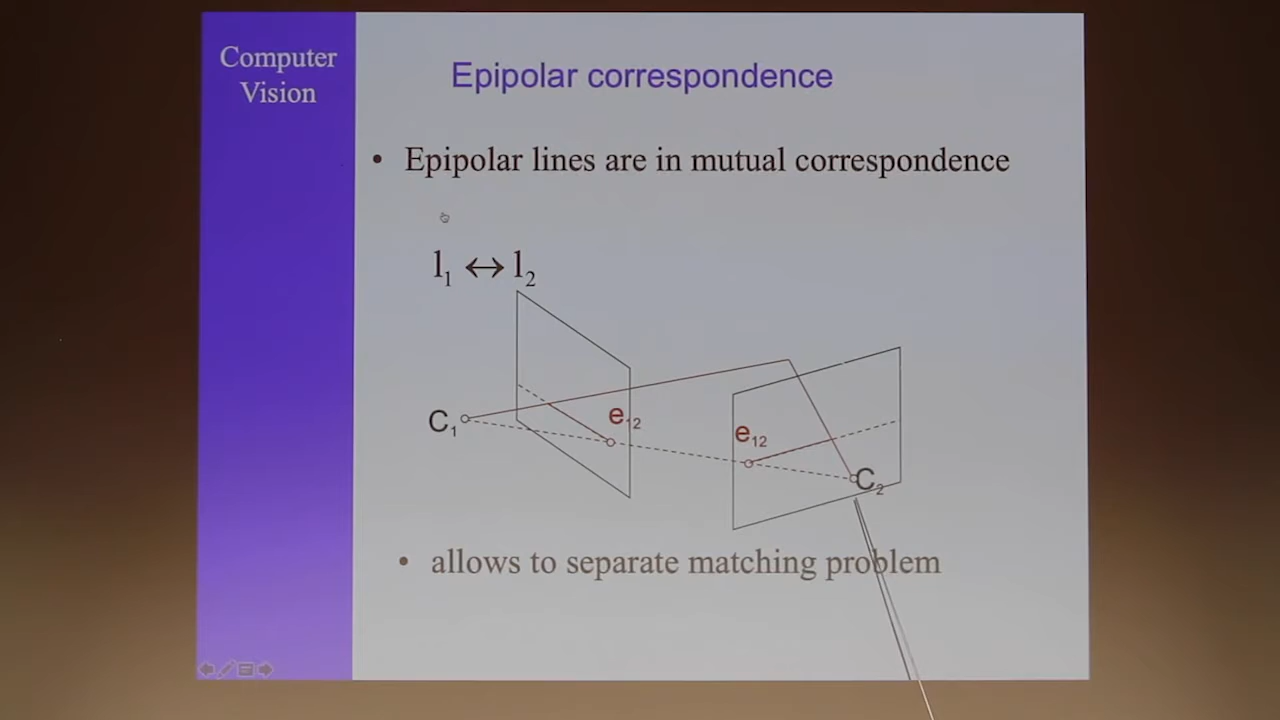 Computer
Vision
Epipolar correspondence
• Epipolar lines are in mutual correspondence
l₁ ↔ l₂
C₁
e₁₂
e₁₂
C₂
• allows to separate matching problem